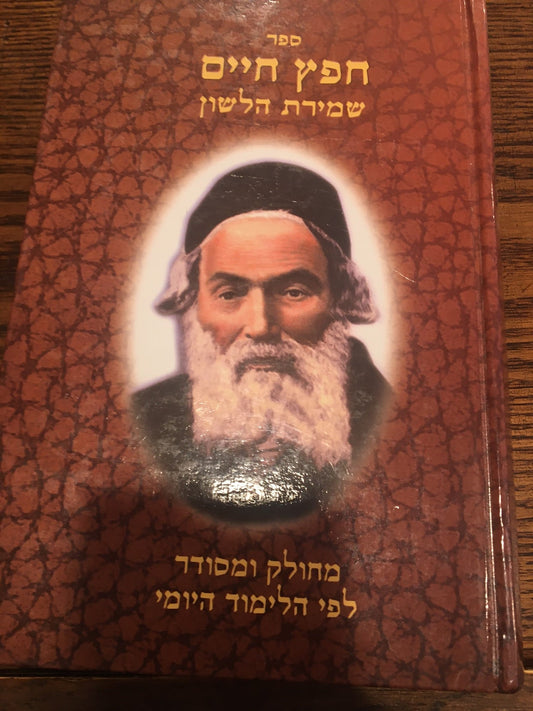 ספר
חפץ חיים
שמירת הלשון
מחולק ומסודר
לפי הלימוד היומי